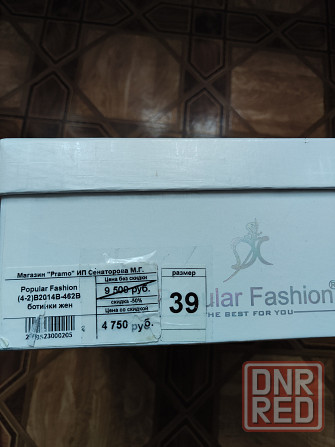 Магазин "Pramo" ИП Сенаторова М.Г.
Popular Fashion
(4-2)B2014B-462B
ботинки жен
Цена без скидки
9 500 руб.
скидка -50%
Цена со скидкой
4 750 руб.
размер
39
pular Fashion®
THE BEST FOR YOU
DNR
RED